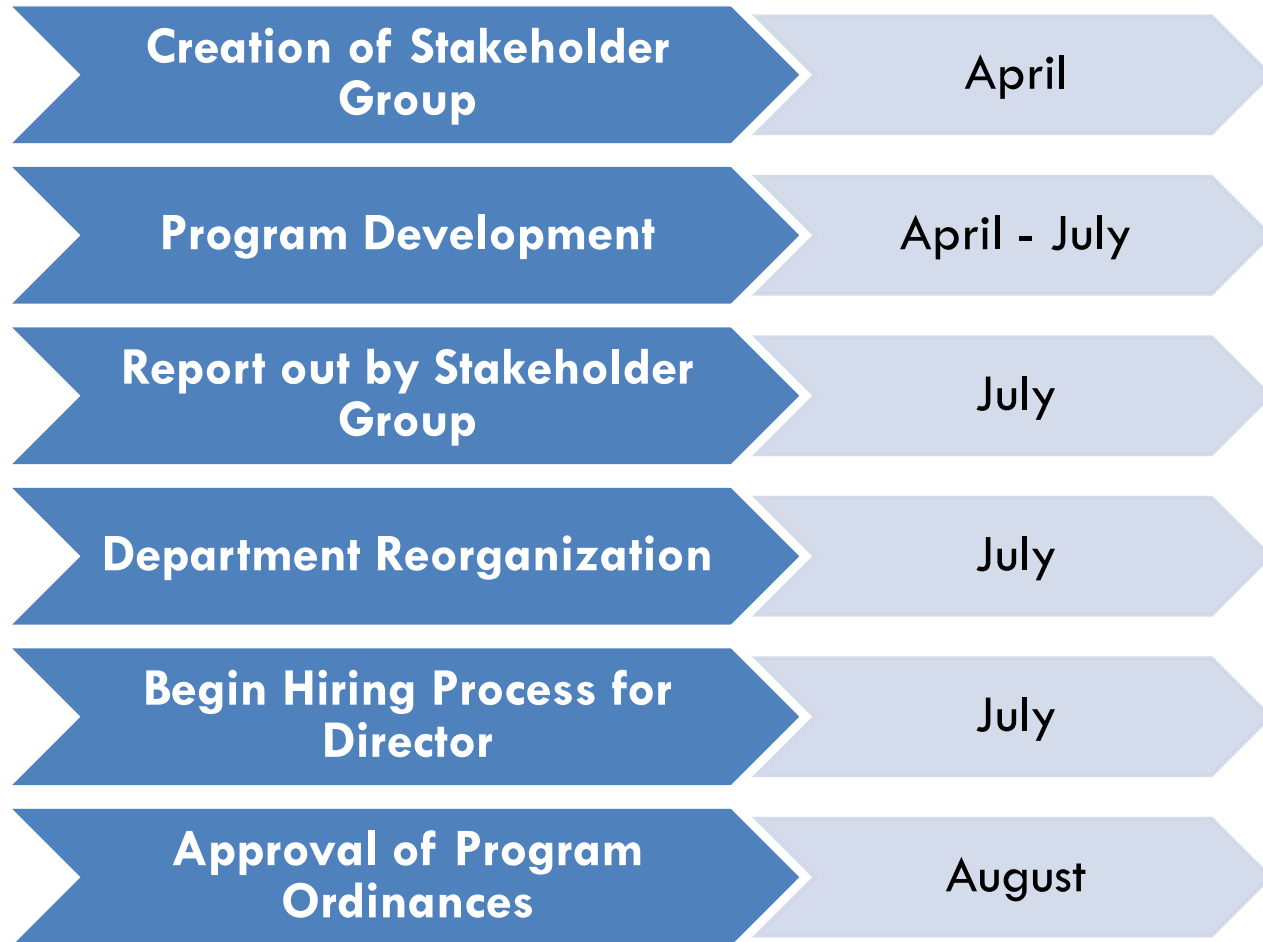 Creation of Stakeholder
Group
April
Program Development
April - July
Report out by Stakeholder
Group
July
Department Reorganization
July
Begin Hiring Process for
Director
July
Approval of Program
Ordinances
August